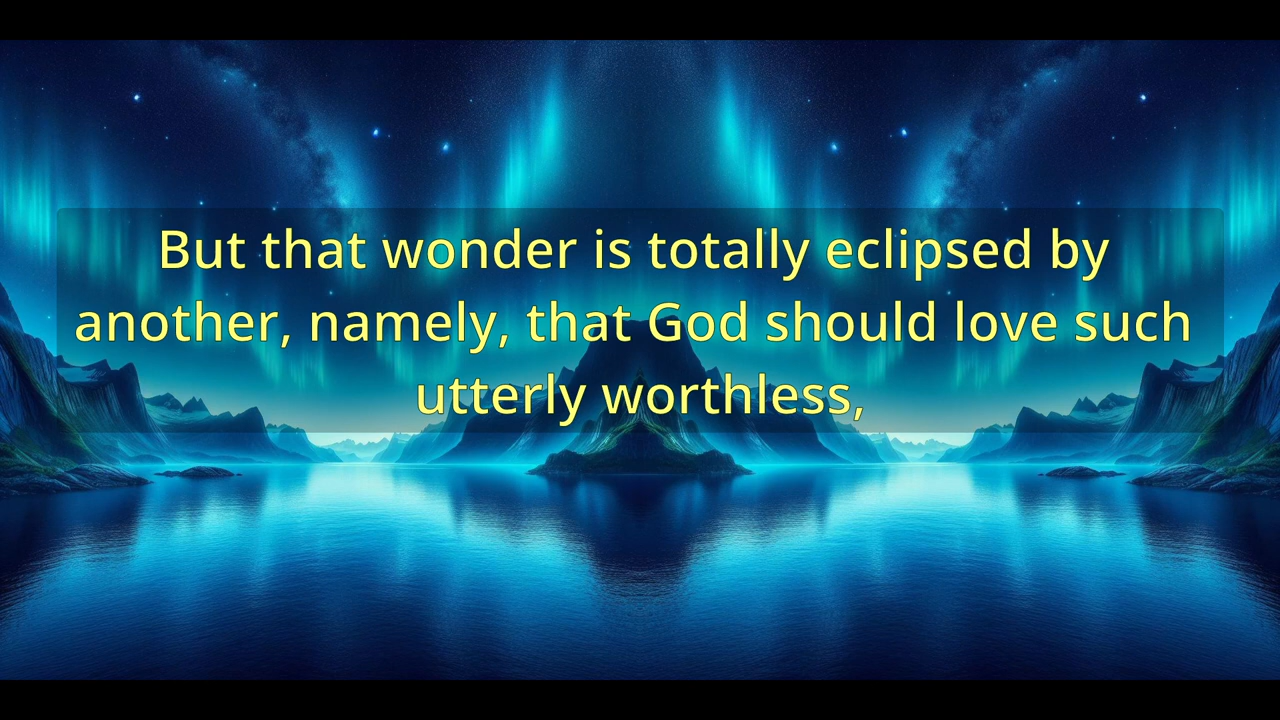 But that wonder is totally eclipsed by
another, namely, that God should love such
utterly worthless,